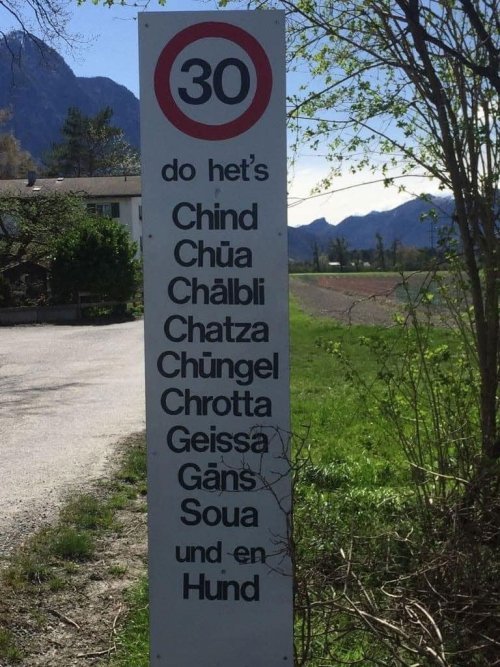 30
do het's
Chind
Chüa
Chälbli
Chatza
Chüngel
Chrotta
Geissa
Gäns
Soua
und en
Hund